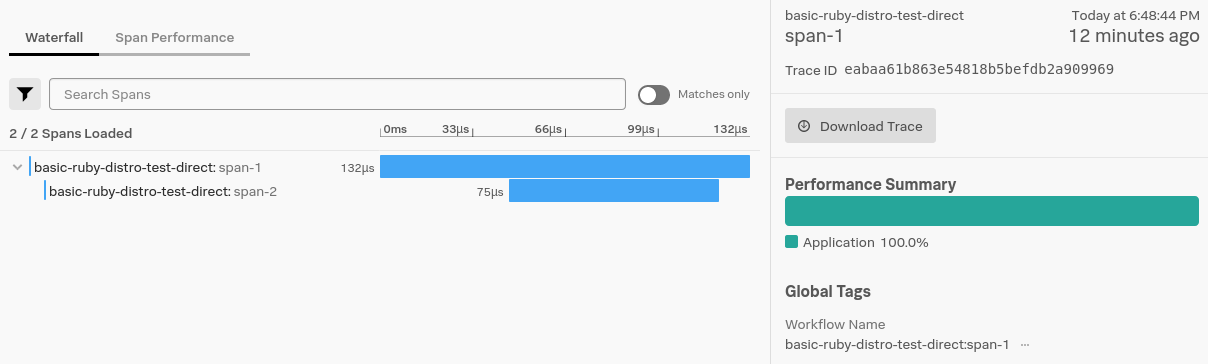 Waterfall
Span Performance
Search Spans
Matches only
2 / 2 Spans Loaded
0ms 33µs 66µs 99µs 132µs
basic-ruby-distro-test-direct: span-1 132µs
basic-ruby-distro-test-direct: span-2 75µs
basic-ruby-distro-test-direct
Today at 6:48:44 PM
span-1
12 minutes ago
Trace ID eabaa61b863e54818b5befdb2a909969
Download Trace
Performance Summary
Application 100.0%
Global Tags
Workflow Name
basic-ruby-distro-test-direct:span-1 ...